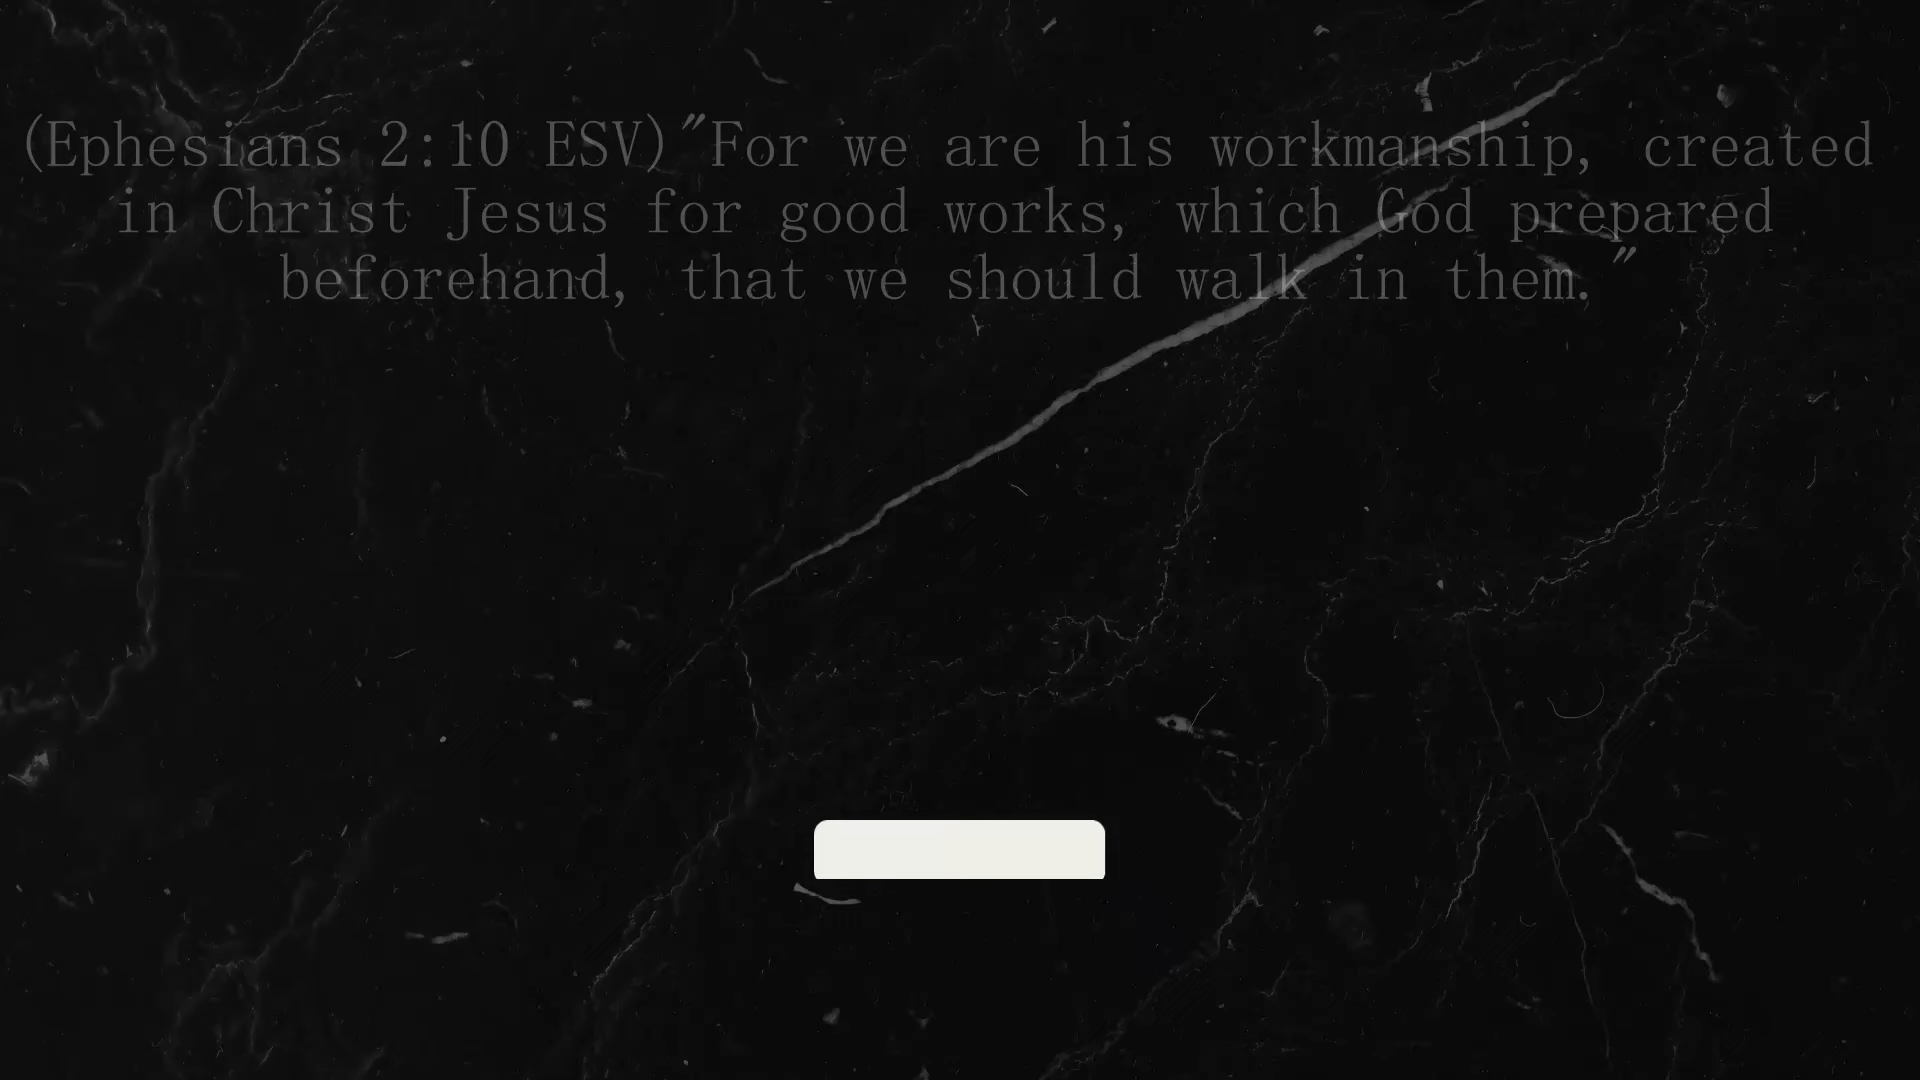 (Ephesians 2:10 ESV)"For we are his workmanship, created
in Christ Jesus for good works, which God prepared
beforehand, that we should walk in them."